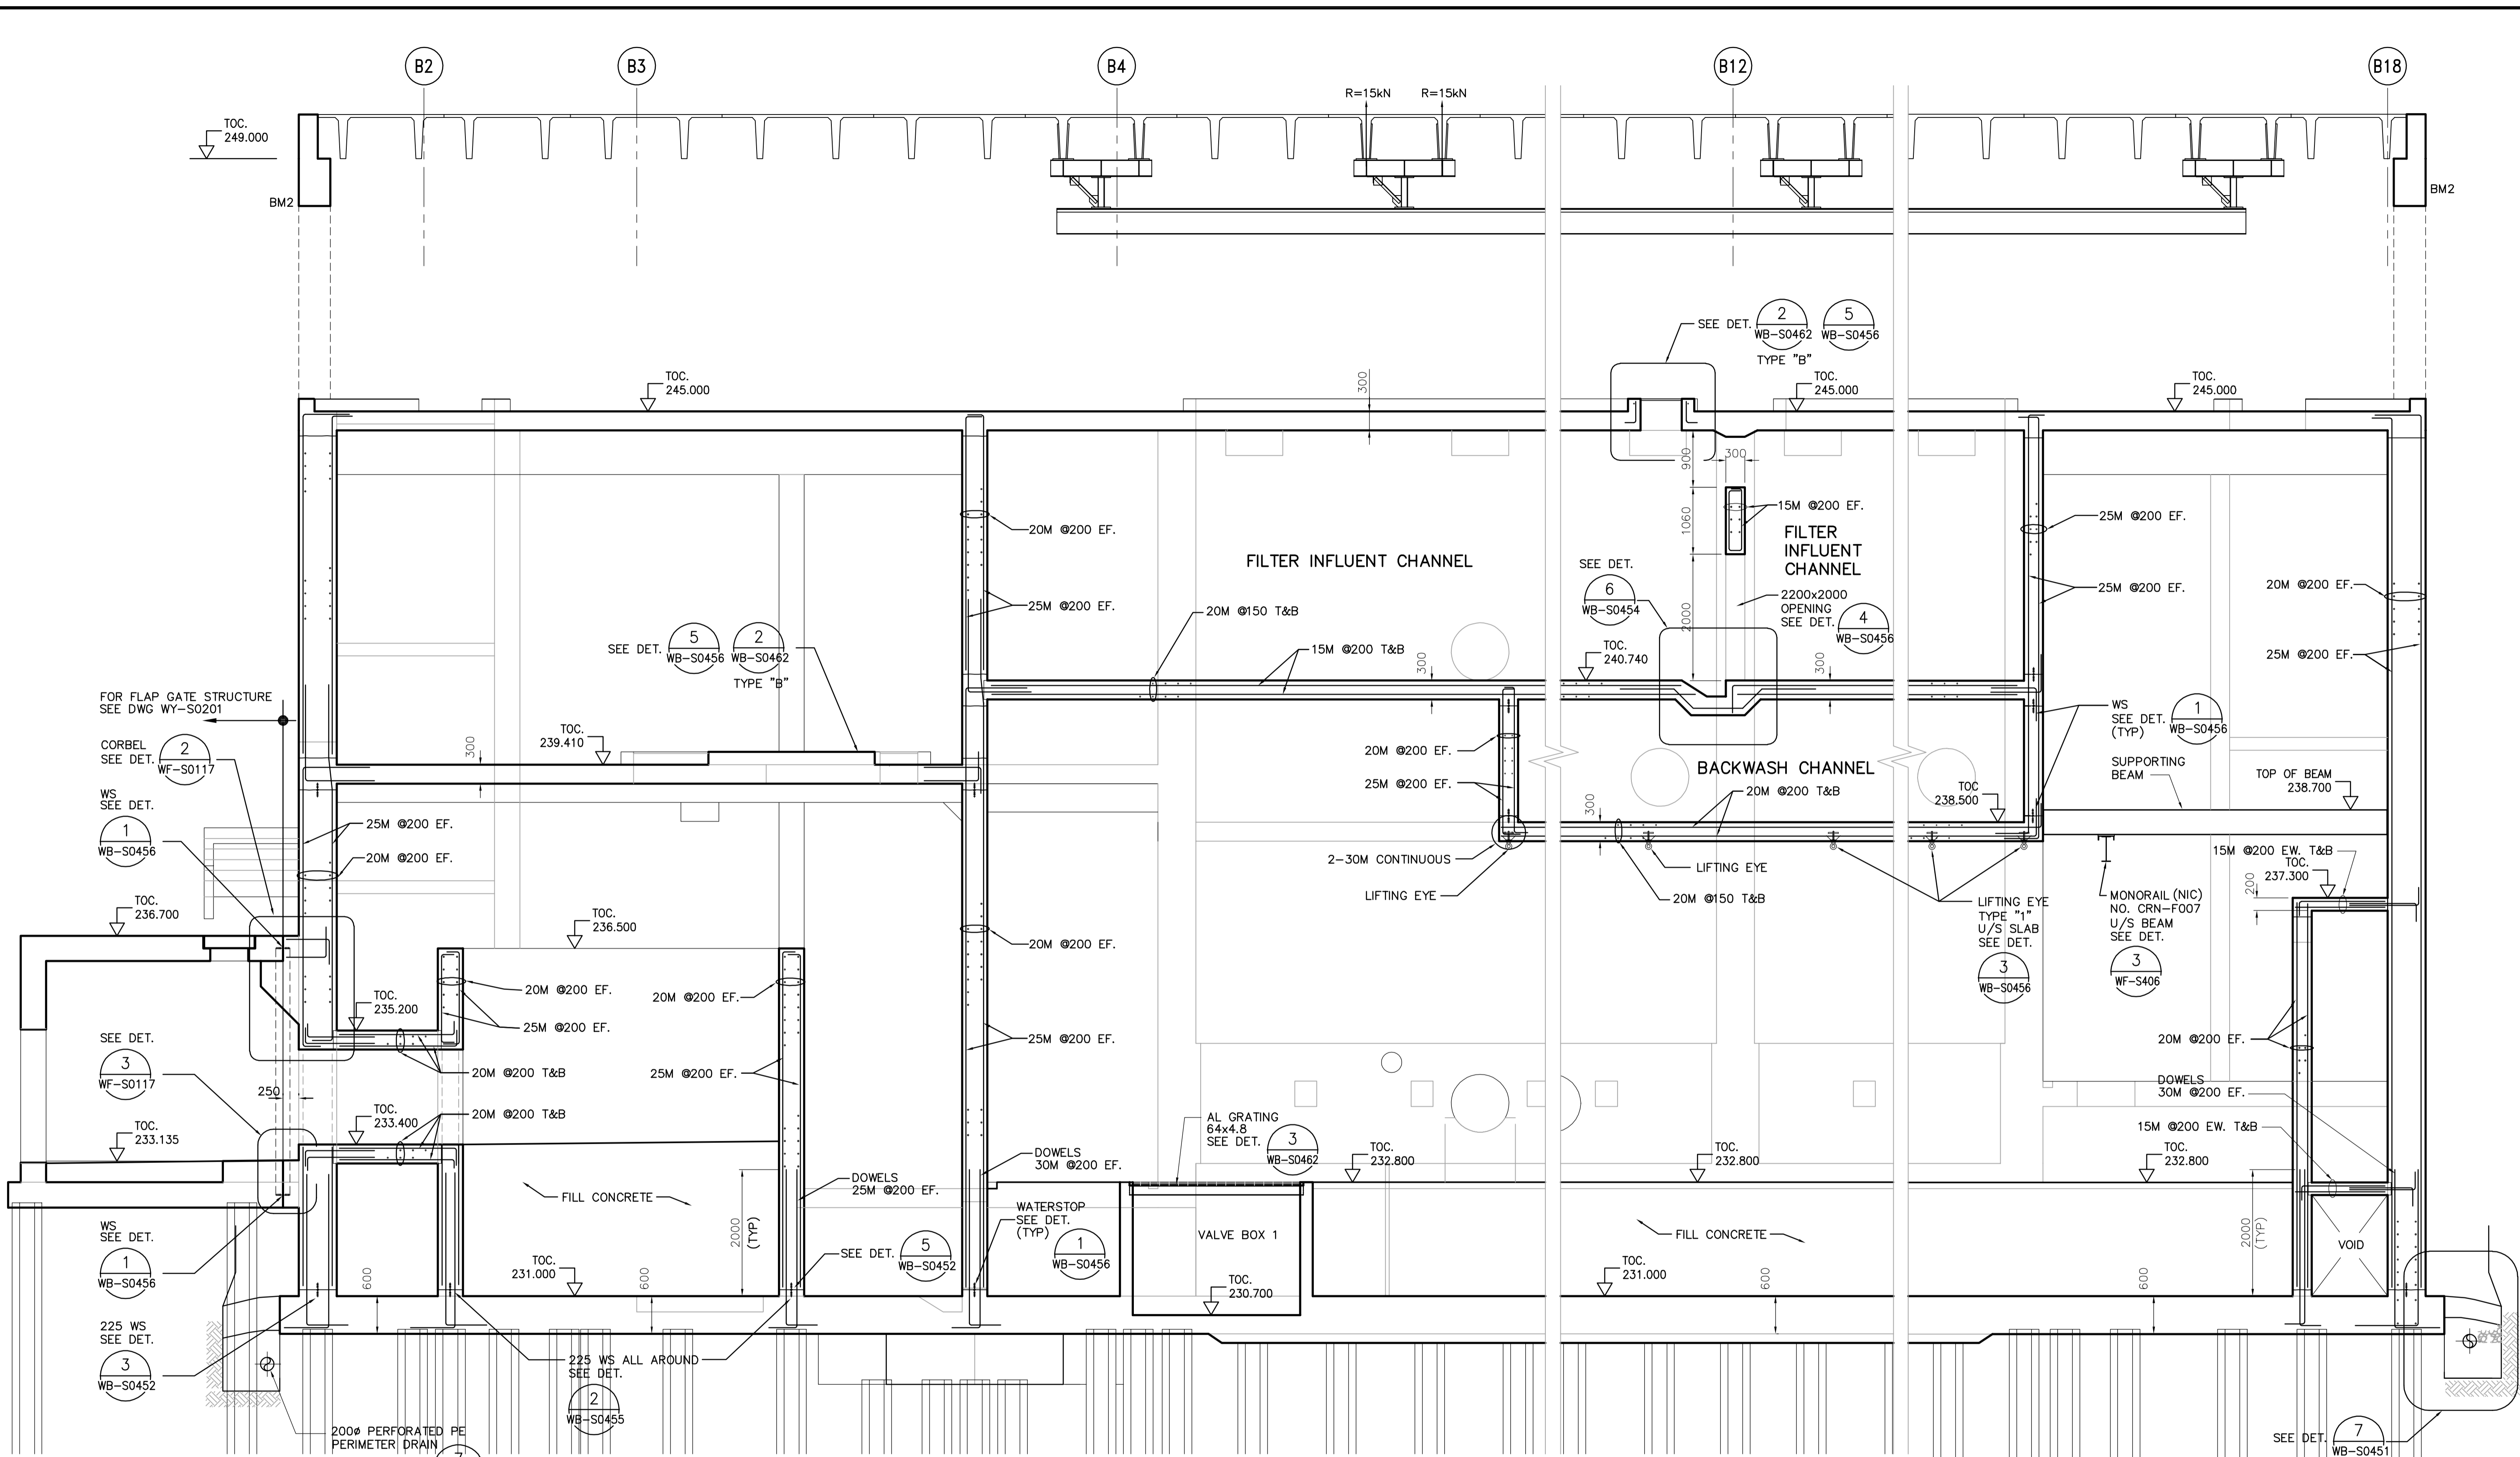 B2
B3
B4
B12
B18
R=15kN
R=15kN
TOC.
249.000
BM2
BM2
SEE DET.
2
WB-S0462
5
WB-S0456
TYPE "B"
TOC.
245.000
300
TOC.
245.000
TOC.
245.000
900
300
1060
2000
20M @200 EF.
15M @200 EF.
25M @200 EF.
FILTER INFLUENT CHANNEL
FILTER
INFLUENT
CHANNEL
SEE DET.
6
WB-S0454
2200x2000
OPENING
SEE DET.
4
WB-S0456
25M @200 EF.
20M @200 EF.
25M @200 EF.
20M @150 T&B
15M @200 T&B
300
TOC.
240.740
300
25M @200 EF.
SEE DET.
5
WB-S0456
2
WB-S0462
TYPE "B"
FOR FLAP GATE STRUCTURE
SEE DWG WY-S0201
CORBEL
SEE DET.
2
WF-S0117
300
TOC.
239.410
WS
SEE DET.
(TYP)
1
WB-S0456
20M @200 EF.
25M @200 EF.
BACKWASH CHANNEL
20M @200 T&B
300
TOC
238.500
SUPPORTING
BEAM
TOP OF BEAM
238.700
WS
SEE DET.
1
WB-S0456
25M @200 EF.
20M @200 EF.
2-30M CONTINUOUS
LIFTING EYE
LIFTING EYE
20M @150 T&B
LIFTING EYE
TYPE "1"
U/S SLAB
SEE DET.
3
WB-S0456
MONORAIL (NIC)
NO. CRN-F007
U/S BEAM
SEE DET.
3
WF-S406
15M @200 EW. T&B
TOC.
237.300
200
TOC.
236.700
TOC.
236.500
20M @200 EF.
TOC.
235.200
20M @200 EF.
25M @200 EF.
20M @200 EF.
SEE DET.
3
WF-S0117
25M @200 EF.
20M @200 EF.
20M @200 T&B
25M @200 EF.
250
DOWELS
30M @200 EF.
TOC.
233.400
20M @200 T&B
TOC.
233.135
AL GRATING
64x4.8
SEE DET.
3
WB-S0462
15M @200 EW. T&B
DOWELS
30M @200 EF.
TOC.
232.800
TOC.
232.800
TOC.
232.800
DOWELS
25M @200 EF.
FILL CONCRETE
2000
(TYP)
WATERSTOP
SEE DET.
(TYP)
1
WB-S0456
VALVE BOX 1
FILL CONCRETE
2000
(TYP)
VOID
WS
SEE DET.
1
WB-S0456
SEE DET.
5
WB-S0452
600
TOC.
231.000
600
TOC.
230.700
TOC.
231.000
600
600
225 WS
SEE DET.
3
WB-S0452
225 WS ALL AROUND
SEE DET.
2
WB-S0455
200ø PERFORATED PE
PERIMETER DRAIN
SEE DET.
7
WB-S0451